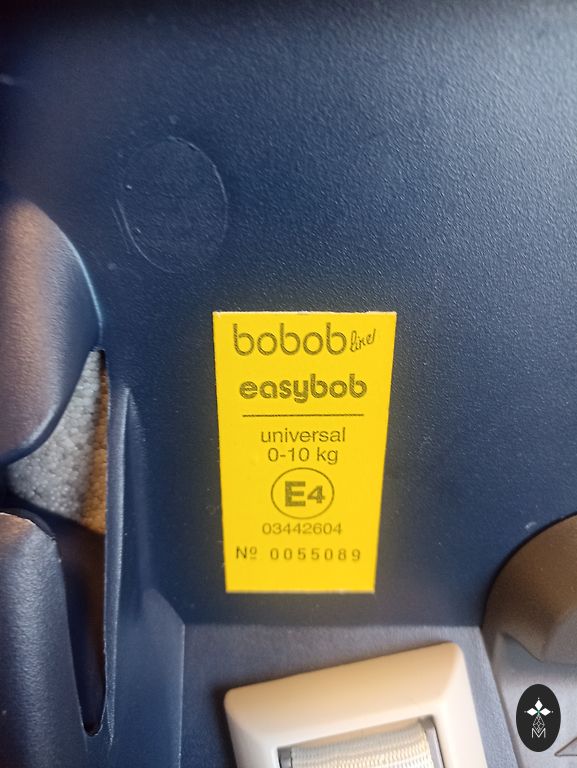 bobob line!
easybob
universal
0-10 kg
E4
03442604
Nº 0055089